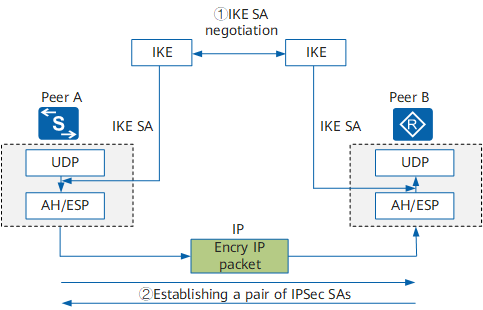 ①IKE SA
negotiation
IKE
IKE
Peer A
Peer B
S
R
IKE SA
IKE SA
UDP
UDP
AH/ESP
AH/ESP
IP
Encry IP
packet
②Establishing a pair of IPSec SAs